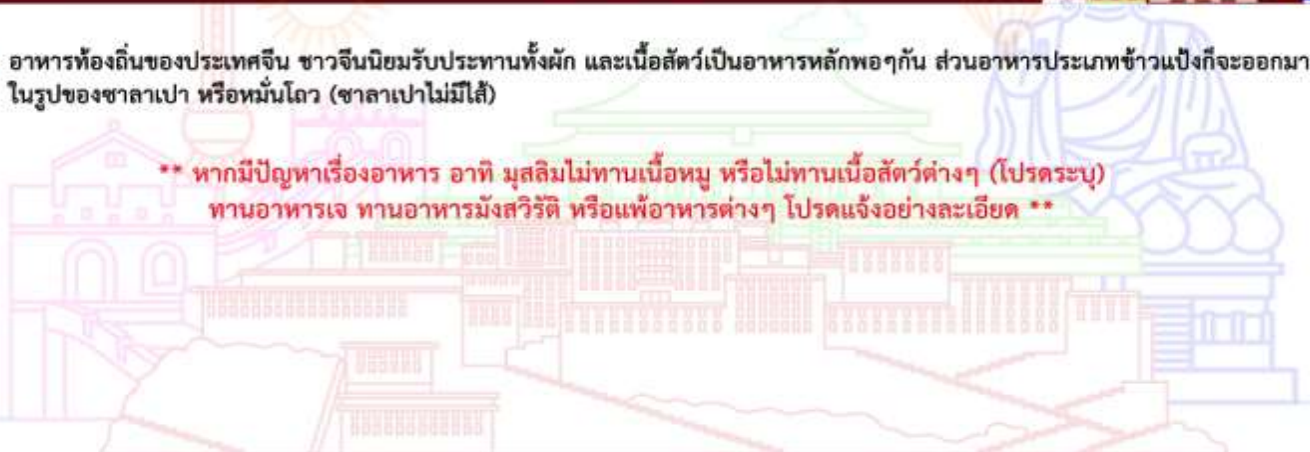 อาหารท้องถิ่นของประเทศจีน ชาวจีนนิยมรับประทานทั้งผัก และเนื้อสัตว์เป็นอาหารหลักพอๆกัน ส่วนอาหารประเภทข้าวแป้งก็จะออกมา
ในรูปของซาลาเปา หรือหมั่นโถว (ซาลาเปาไม่มีไส้)
** หากมีปัญหาเรื่องอาหาร อาทิ มุสลิมไม่ทานเนื้อหมู หรือไม่ทานเนื้อสัตว์ต่างๆ (โปรดระบุ)
ทานอาหารเจ ทานอาหารมังสวิรัติ หรือแพ้อาหารต่างๆ โปรดแจ้งอย่างละเอียด **